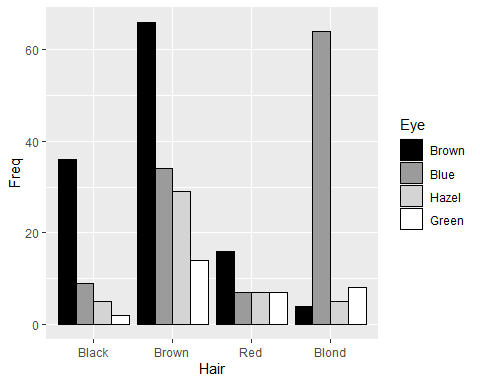 60
40
20
0
Freq
Black Brown Red Blond
Hair
Eye
Brown
Blue
Hazel
Green